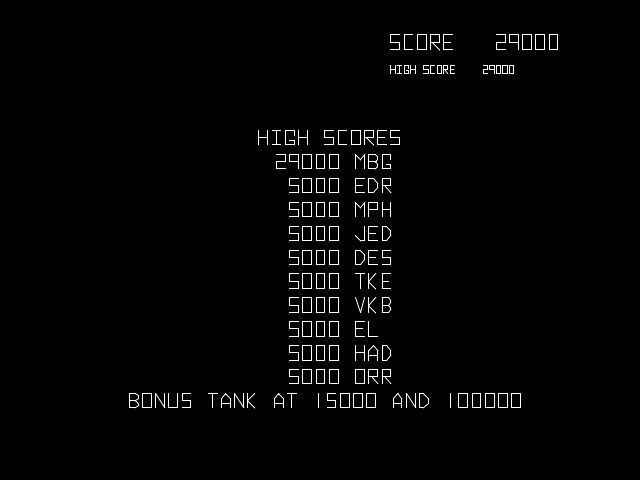 SCORE 29000
HIGH SCORE 29000
HIGH SCORES
29000 MBG
5000 EDR
5000 MPH
5000 JED
5000 DES
5000 TKE
5000 VKB
5000 EL
5000 HAD
5000 ORR
BONUS TANK AT 15000 AND 100000